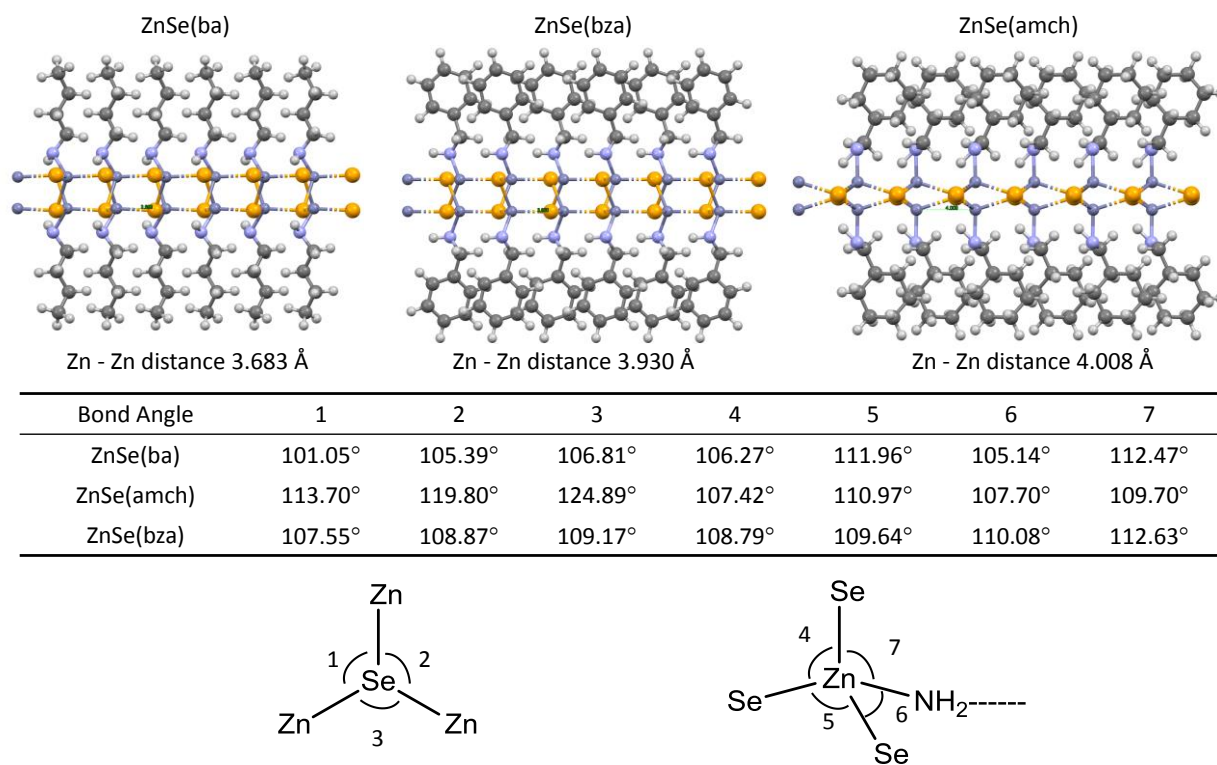 ZnSe(ba) ZnSe(bza) ZnSe(amch)
Zn - Zn distance 3.683 Å Zn - Zn distance 3.930 Å Zn - Zn distance 4.008 Å
Bond Angle 1 2 3 4 5 6 7
ZnSe(ba) 101.05° 105.39° 106.81° 106.27° 111.96° 105.14° 112.47°
ZnSe(amch) 113.70° 119.80° 124.89° 107.42° 110.97° 107.70° 109.70°
ZnSe(bza) 107.55° 108.87° 109.17° 108.79° 109.64° 110.08° 112.63°
Zn
1 2
Se
Zn Zn
3
Se
4 7
Zn
Se NH2
5 6
Se